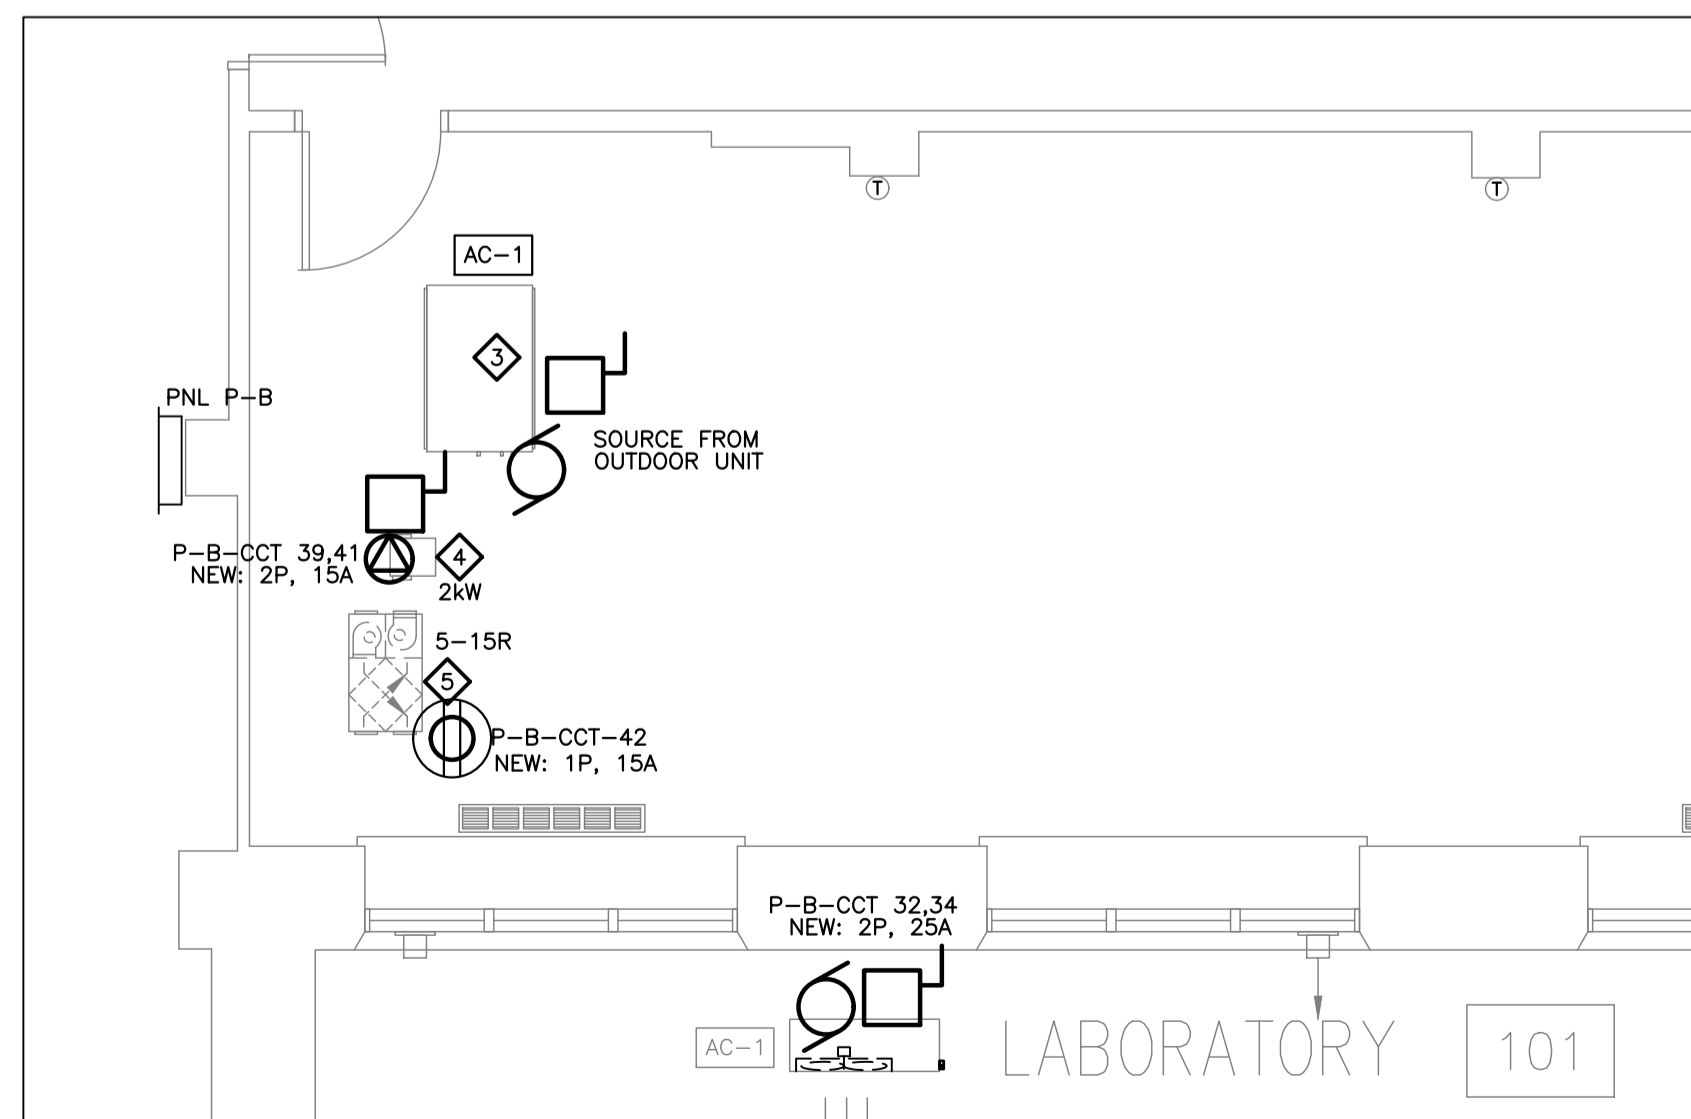 T
T
AC-1
3
PNL P-B
SOURCE FROM
OUTDOOR UNIT
P-B-CCT 39,41
NEW: 2P, 15A
4
2kW
5-15R
5
P-B-CCT-42
NEW: 1P, 15A
P-B-CCT 32,34
NEW: 2P, 25A
AC-1
LABORATORY 101